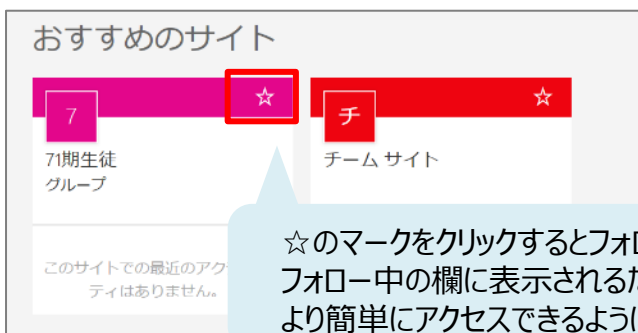 おすすめのサイト
7
☆
71期生徒
グループ
このサイトでの最近のアク
ティはありません。
チ
☆
チーム サイト
☆のマークをクリックするとフォ
フォロー中の欄に表示される
より簡単にアクセスできるように